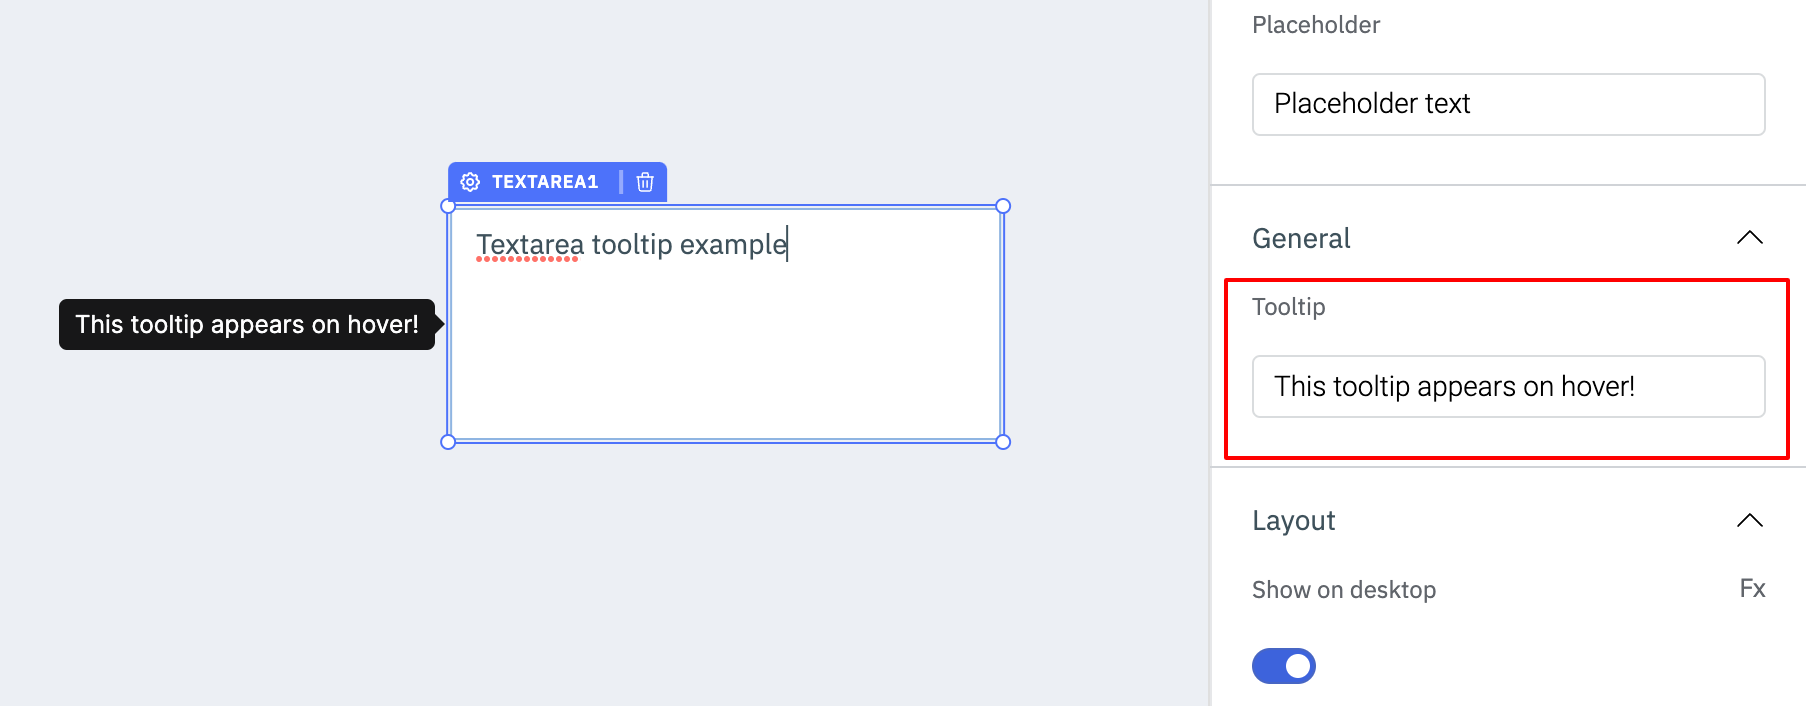 TEXTAREA1
Textarea tooltip example
This tooltip appears on hover!
Placeholder
Placeholder text
General
Tooltip
This tooltip appears on hover!
Layout
Show on desktop
Fx